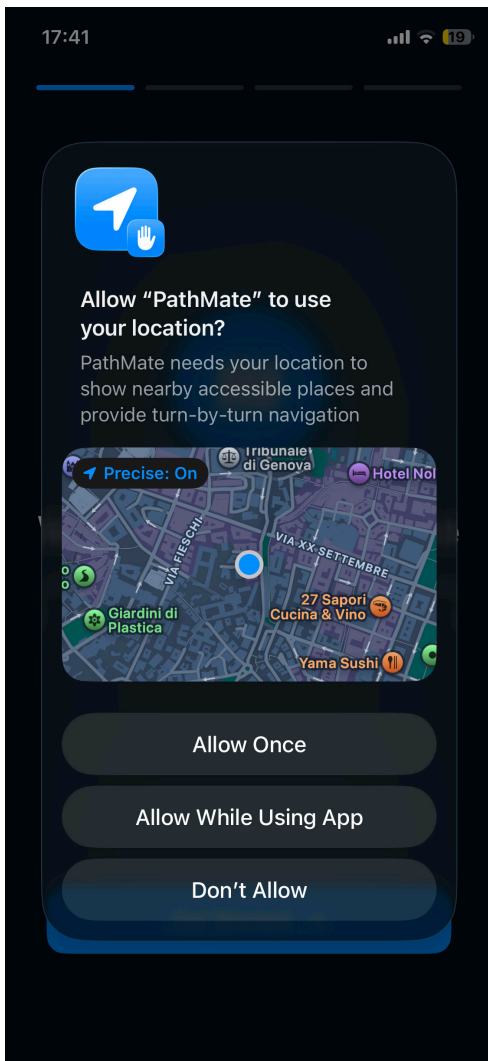 17:41
19
Allow “PathMate” to use
your location?
PathMate needs your location to
show nearby accessible places and
provide turn-by-turn navigation
Precise: On
Tribunale
di Genova
Hotel Nol
VIA FIESCHI
VIA XX SETTEMBRE
o
o
27 Sapori
Cucina & Vino
Giardini di
Plastica
Yama Sushi
Allow Once
Allow While Using App
Don’t Allow